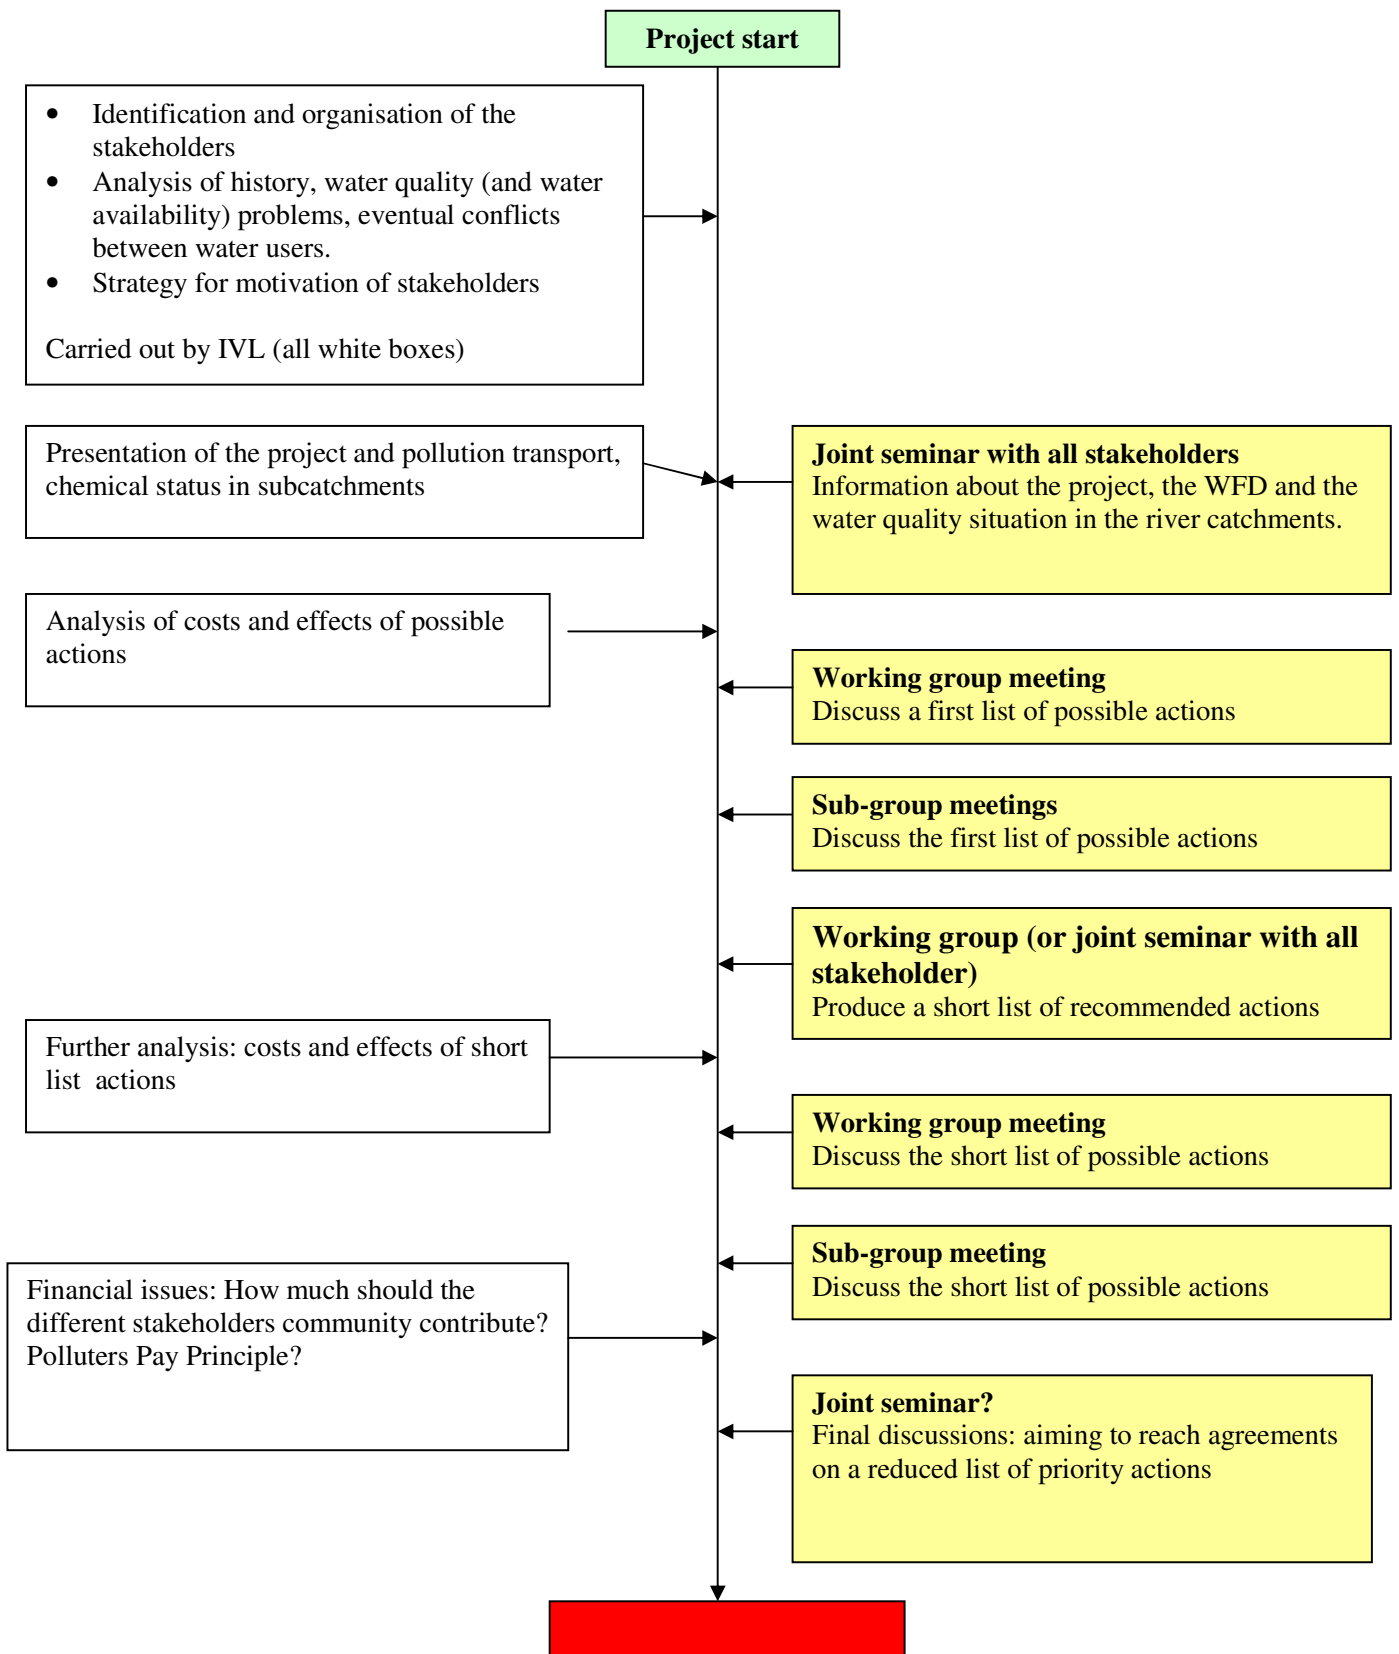 Project start
• Identification and organisation of the
stakeholders
• Analysis of history, water quality (and water
availability) problems, eventual conflicts
between water users.
• Strategy for motivation of stakeholders
Carried out by IVL (all white boxes)
Presentation of the project and pollution transport,
chemical status in subcatchments
Joint seminar with all stakeholders
Information about the project, the WFD and the
water quality situation in the river catchments.
Analysis of costs and effects of possible
actions
Working group meeting
Discuss a first list of possible actions
Sub-group meetings
Discuss the first list of possible actions
Working group (or joint seminar with all
stakeholder)
Produce a short list of recommended actions
Further analysis: costs and effects of short
list  actions
Working group meeting
Discuss the short list of possible actions
Sub-group meeting
Discuss the short list of possible actions
Financial issues: How much should the
different stakeholders community contribute?
Polluters Pay Principle?
Joint seminar?
Final discussions: aiming to reach agreements
on a reduced list of priority actions